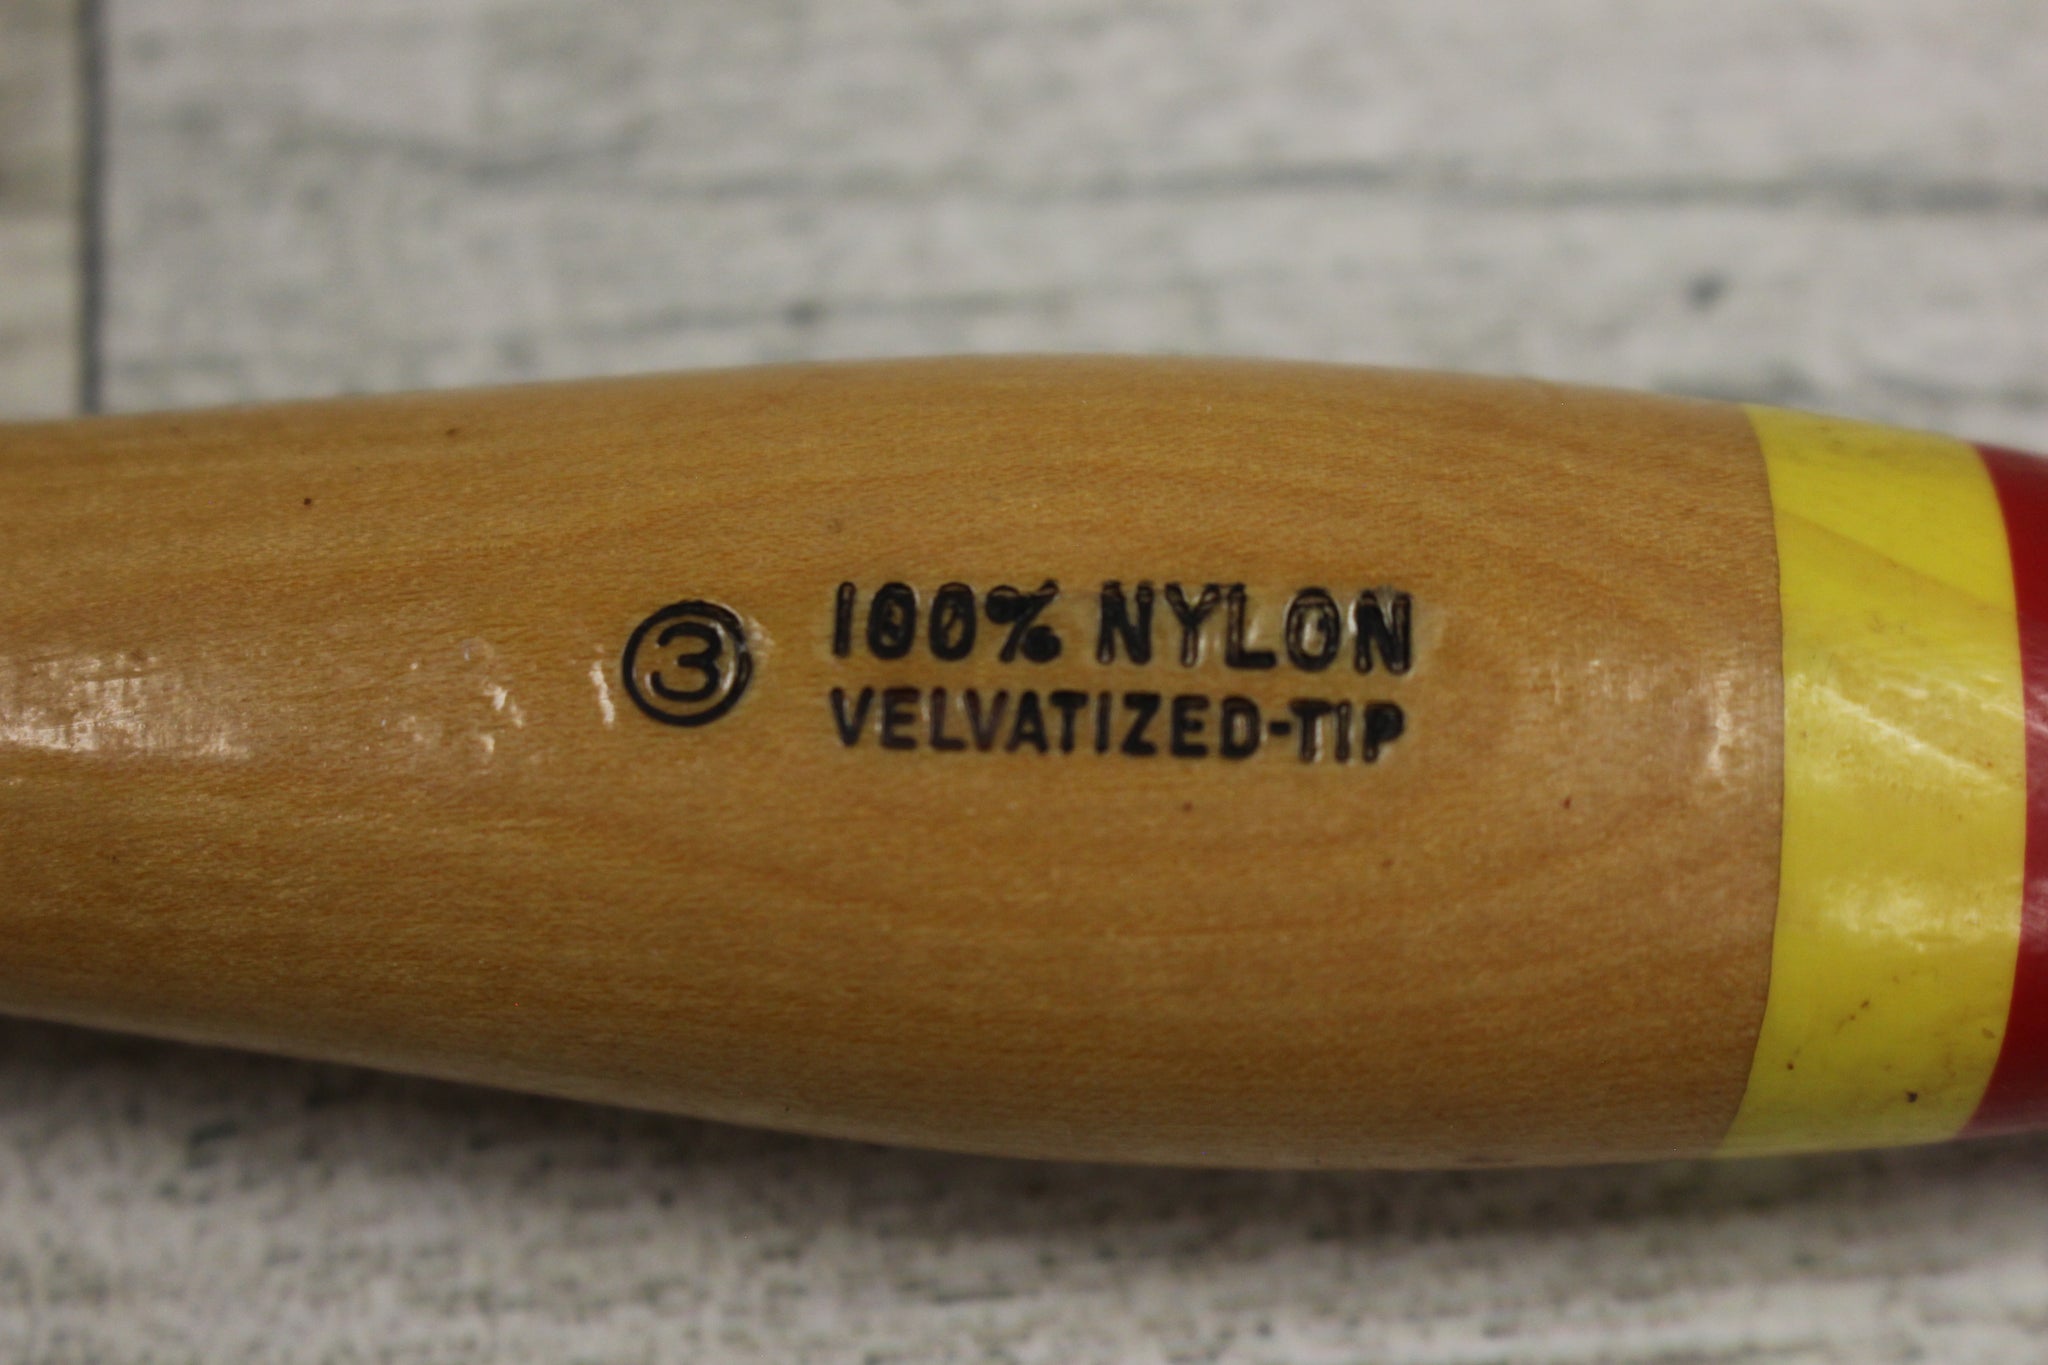 ③ 100% NYLON
VELVATIZED-TIP